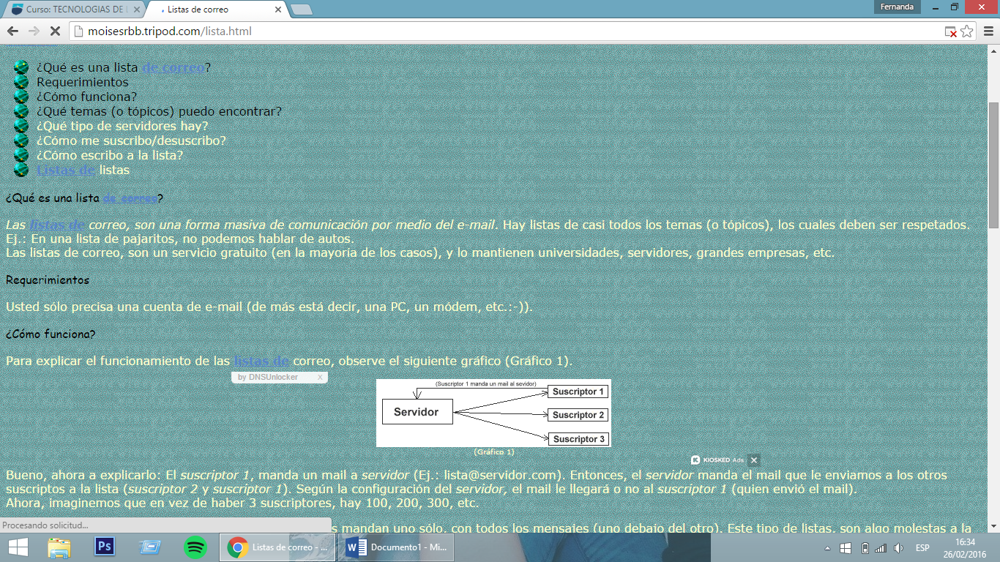 Curso: TECNOLOGIAS DE
Listas de correo
Fernanda
moisesrbb.tripod.com/lista.html
¿Qué es una lista de correo?
Requerimientos
¿Cómo funciona?
¿Qué temas (o tópicos) puedo encontrar?
¿Qué tipo de servidores hay?
¿Cómo me suscribo/desuscribo?
¿Cómo escribo a la lista?
Listas de listas
¿Qué es una lista de correo?
Las listas de correo, son una forma masiva de comunicación por medio del e-mail. Hay listas de casi todos los temas (o tópicos), los cuales deben ser respetados.
Ej.: En una lista de pajaritos, no podemos hablar de autos.
Las listas de correo, son un servicio gratuito (en la mayoría de los casos), y lo mantienen universidades, servidores, grandes empresas, etc.
Requerimientos
Usted sólo precisa una cuenta de e-mail (de más está decir, una PC, un módem, etc.:-)).
¿Cómo funciona?
Para explicar el funcionamiento de las listas de correo, observe el siguiente gráfico (Gráfico 1).
by DNSUnlocker X
(Suscriptor 1 manda un mail al sevidor)
Servidor
Suscriptor 1
Suscriptor 2
Suscriptor 3
(Gráfico 1)
KIOSKED Ads
Bueno, ahora a explicarlo: El suscriptor 1, manda un mail a servidor (Ej.: lista@servidor.com). Entonces, el servidor manda el mail que le enviamos a los otros
suscriptos a la lista (suscriptor 2 y suscriptor 1). Según la configuración del servidor, el mail le llegará o no al suscriptor 1 (quien envió el mail).
Ahora, imaginemos que en vez de haber 3 suscriptores, hay 100, 200, 300, etc.
s mandan uno sólo, con todos los mensajes (uno debajo del otro). Este tipo de listas, son algo molestas a la
Procesando solicitud...
Ps
Listas de correo - ...
Documento1 - Mi...
ESP
16:34
26/02/2016